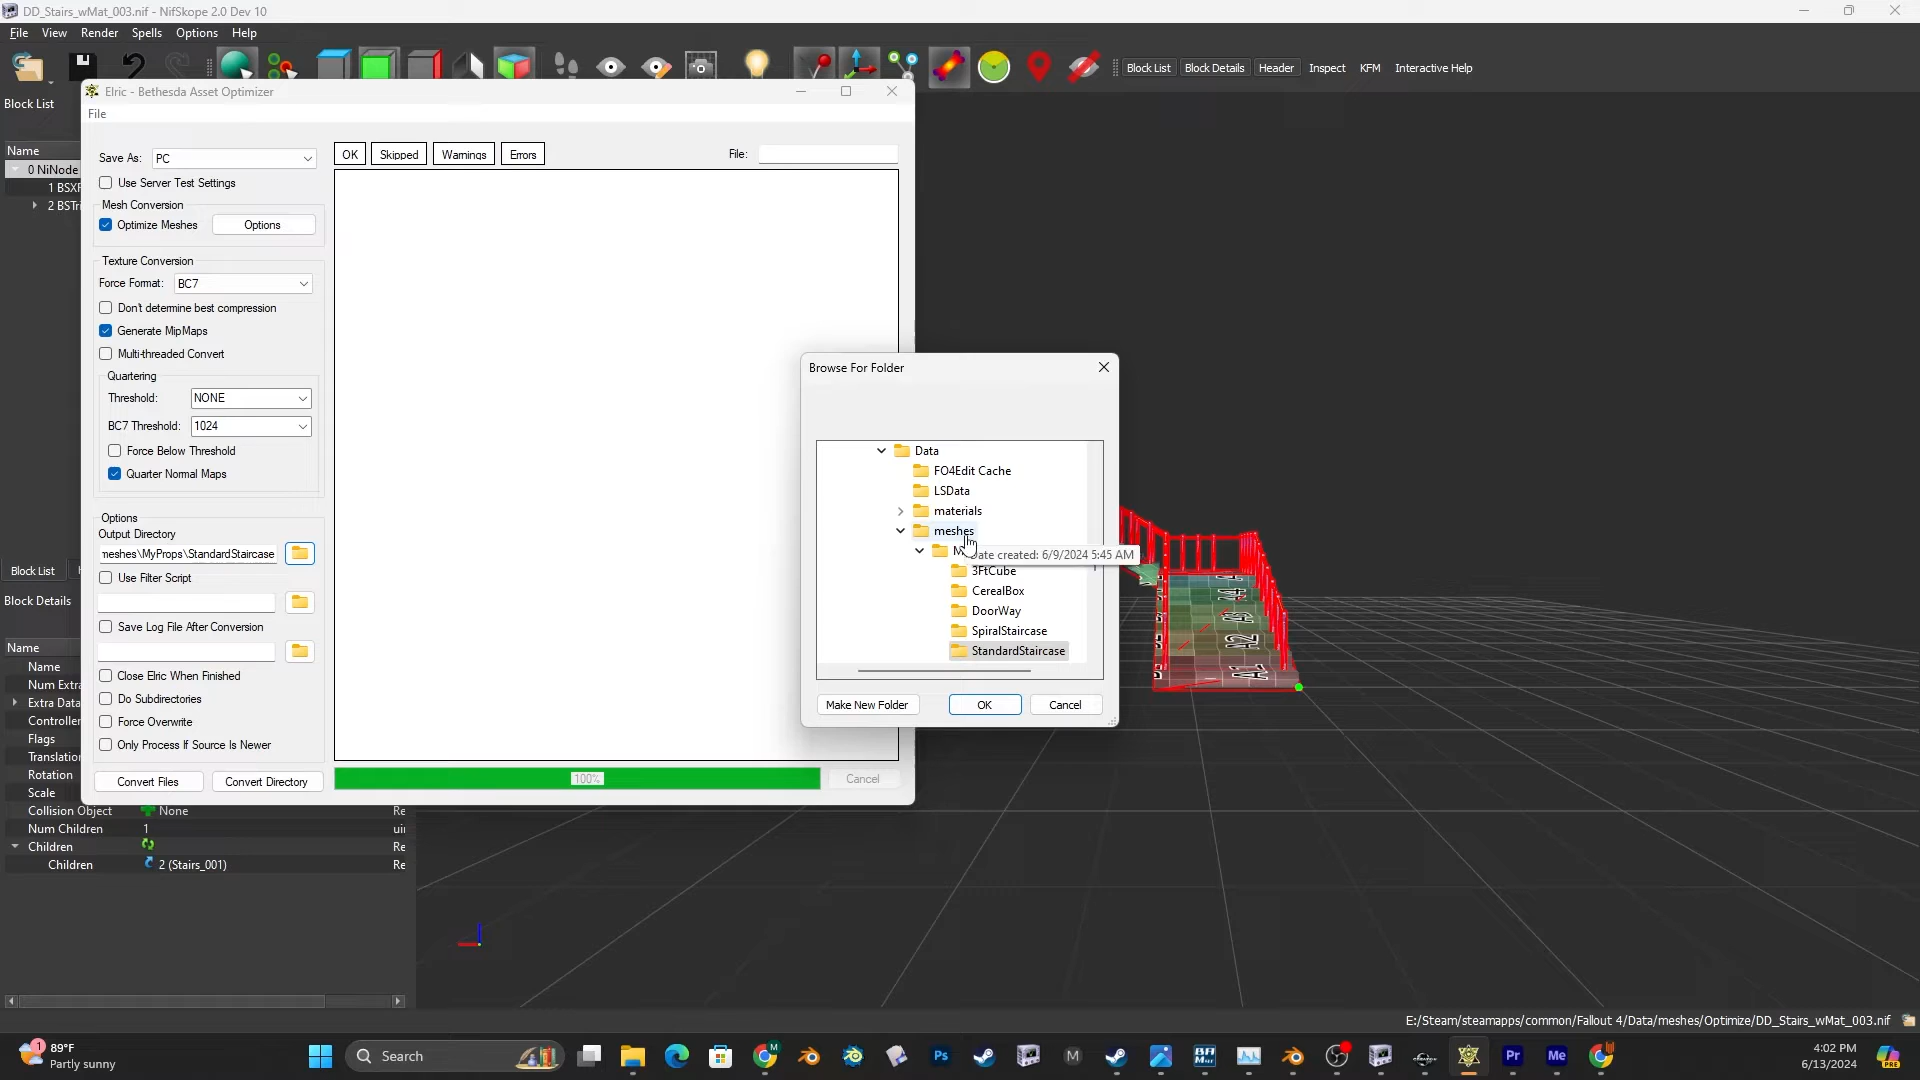 DD_Stairs_wMat_003.nif - NifSkope 2.0 Dev 10
File View Render Spells Options Help
Block List Block Details Header Inspect KFM Interactive Help
Block List
Name
0 NiNode
1 BSXF
2 BSTri
Elric - Bethesda Asset Optimizer
File
Save As: PC
Use Server Test Settings
Mesh Conversion
Optimize Meshes Options
Texture Conversion
Force Format: BC7
Don't determine best compression
Generate MipMaps
Multi-threaded Convert
Quartering
Threshold: NONE
BC7 Threshold: 1024
Force Below Threshold
Quarter Normal Maps
Options
Output Directory
neshes\MyProps\StandardStaircase
Use Filter Script
Save Log File After Conversion
Close Elric When Finished
Do Subdirectories
Force Overwrite
Only Process If Source Is Newer
Convert Files Convert Directory
OK Skipped Warnings Errors File:
100% Cancel
Browse For Folder
Data
FO4Edit Cache
LSData
materials
meshes
Date created: 6/9/2024 5:45 AM
3FtCube
CerealBox
DoorWay
SpiralStaircase
StandardStaircase
Make New Folder OK Cancel
A2
A1
Block List
Block Details
Name
Name
Num Extra
Extra Data
Controller
Flags
Translation
Rotation
Scale
Collision Object None Re
Num Children 1 ui
Children Re
Children 2 (Stairs_001) Re
E:/Steam/steamapps/common/Fallout 4/Data/meshes/Optimize/DD_Stairs_wMat_003.nif
89°F
Partly sunny
Search
4:02 PM
6/13/2024